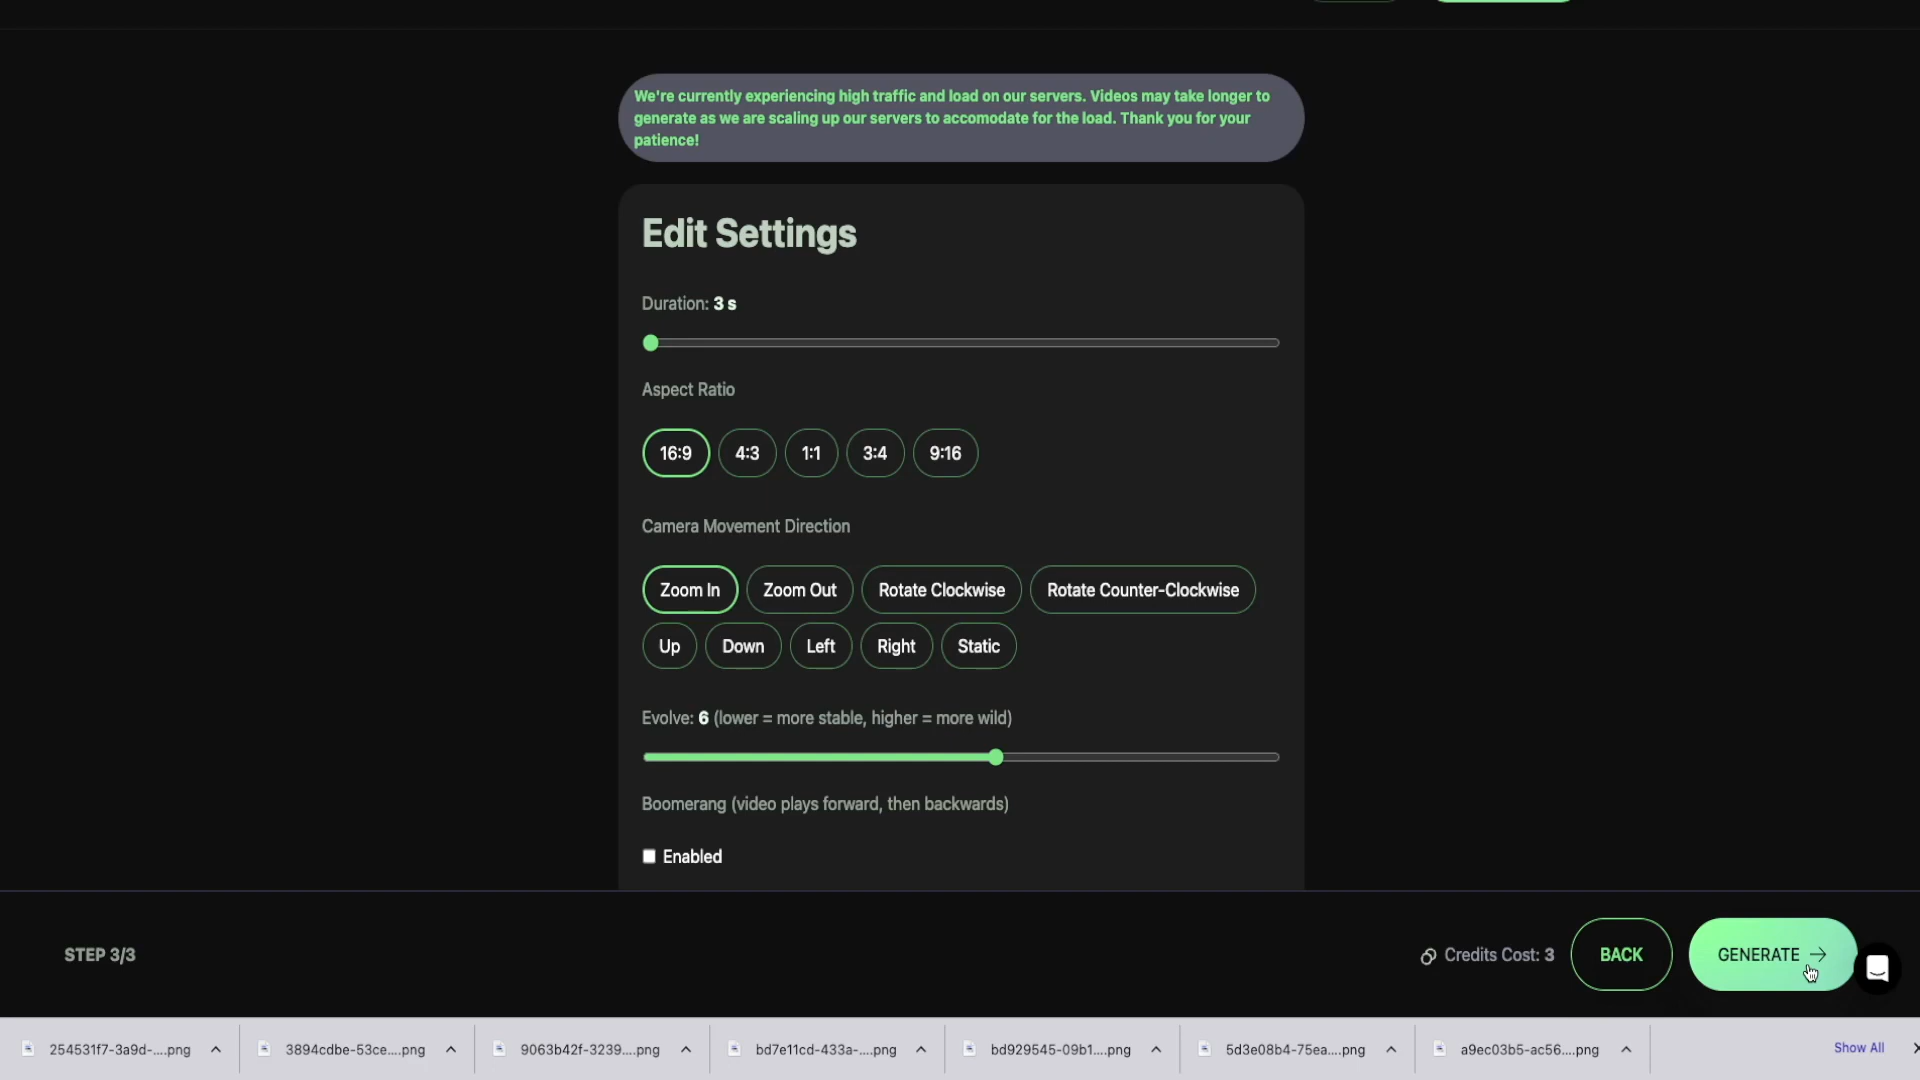 We're currently experiencing high traffic and load on our servers. Videos may take longer to
generate as we are scaling up our servers to accomodate for the load. Thank you for your
patience!
Edit Settings
Duration: 3 s
Aspect Ratio
16:9 4:3 1:1 3:4 9:16
Camera Movement Direction
Zoom In Zoom Out Rotate Clockwise Rotate Counter-Clockwise
Up Down Left Right Static
Evolve: 6 (lower = more stable, higher = more wild)
Boomerang (video plays forward, then backwards)
Enabled
STEP 3/3 Credits Cost: 3 BACK GENERATE
254531f7-3a9d-....png 3894cdbe-53ce....png 9063b42f-3239....png bd7e11cd-433a-....png bd929545-09b1....png 5d3e08b4-75ea....png a9ec03b5-ac56....png Show All